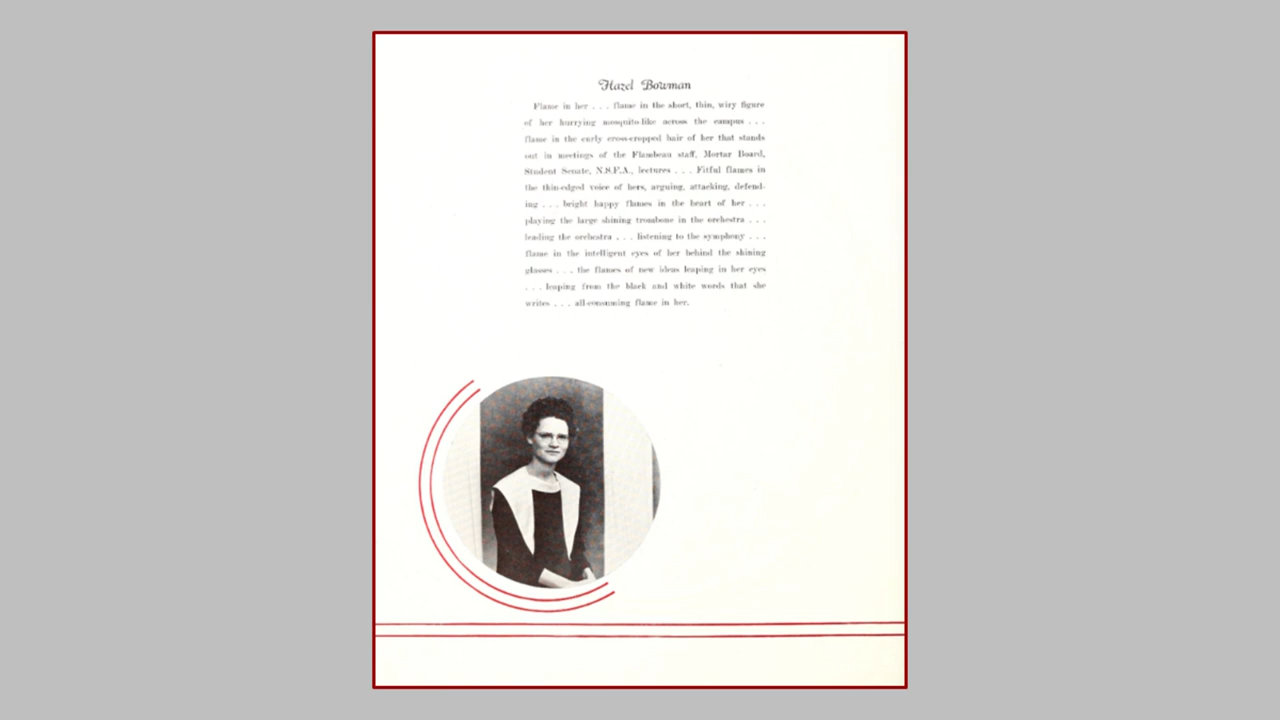 Hazel Bowman
Flame in her . . . flame in the short, thin, wiry figure
of her hurrying mosquito-like across the campus . . .
flame in the curly cross-cropped hair of her that stands
out in meetings of the Flambeau staff, Mortar Board,
Student Senate, N.S.F.A., lectures . . . Fitful flames in
the thin-edged voice of hers, arguing, attacking, defend-
ing . . . bright happy flames in the heart of her . . .
playing the large shining trombone in the orchestra . . .
leading the orchestra . . . listening to the symphony . . .
flame in the intelligent eyes of her behind the shining
glasses . . . the flames of new ideas leaping in her eyes
. . . leaping from the black and white words that she
writes . . . all-consuming flame in her.